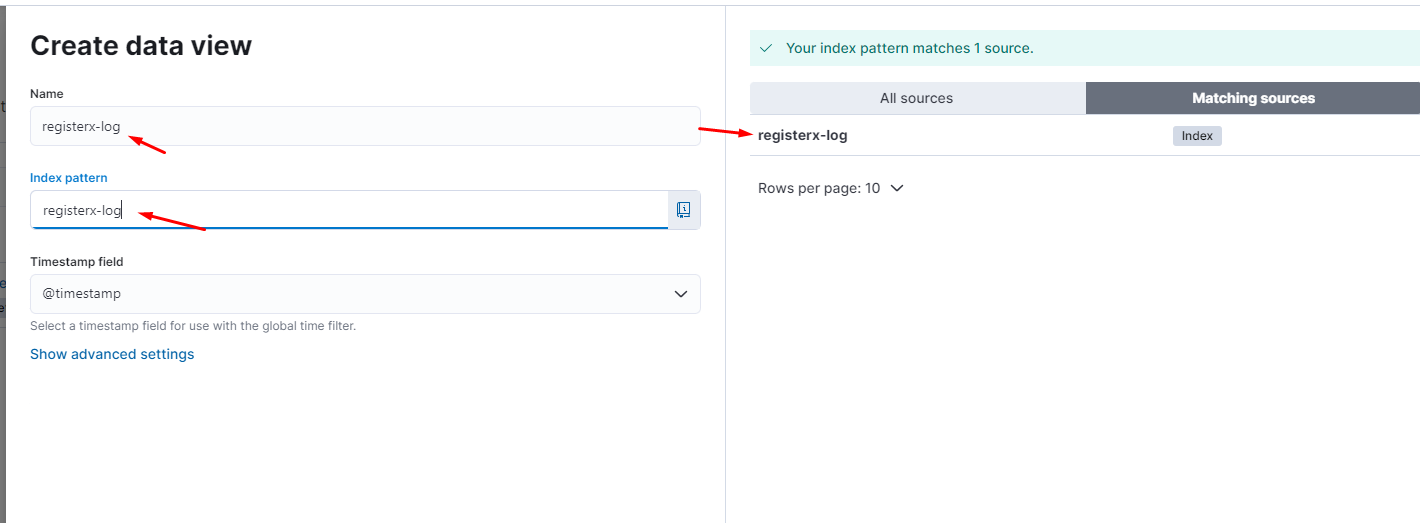 Create data view
Name
registerx-log
Index pattern
registerx-log
Timestamp field
@timestamp
Select a timestamp field for use with the global time filter.
Show advanced settings
Your index pattern matches 1 source.
All sources
Matching sources
registerx-log
Index
Rows per page: 10